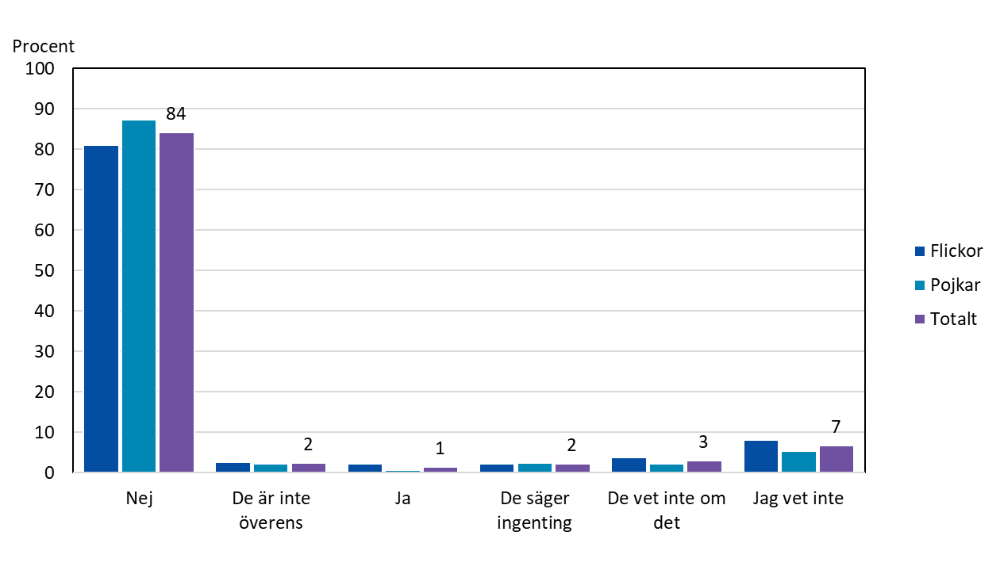 Procent
100
90
80
70
60
50
40
30
20
10
0
84
2
1
2
3
7
Nej
De är inte
överens
Ja
De säger
ingenting
De vet inte om
det
Jag vet inte
Flickor
Pojkar
Totalt